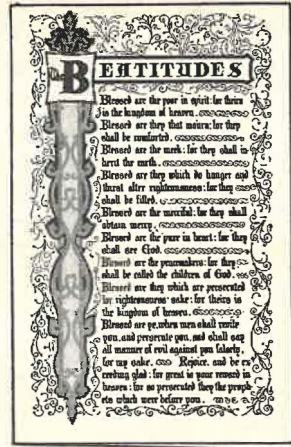 BEATITUDES
Blessed are the poor in spirit: for theirs
is the kingdom of heaven.
Blessed are they that mourn: for they
shall be comforted.
Blessed are the meek: for they shall in-
herit the earth.
Blessed are they which do hunger and
thirst after righteousness: for they
shall be filled.
Blessed are the merciful: for they shall
obtain mercy.
Blessed are the pure in heart: for they
shall see God.
Blessed are the peacemakers: for they
shall be called the children of God.
Blessed are they which are persecuted
for righteousness' sake: for theirs is
the kingdom of heaven.
Blessed are ye, when men shall revile
you, and persecute you, and shall say
all manner of evil against you falsely,
for my sake. Rejoice, and be ex-
ceeding glad: for great is your reward in
heaven: for so persecuted they the proph-
ets which were before you.